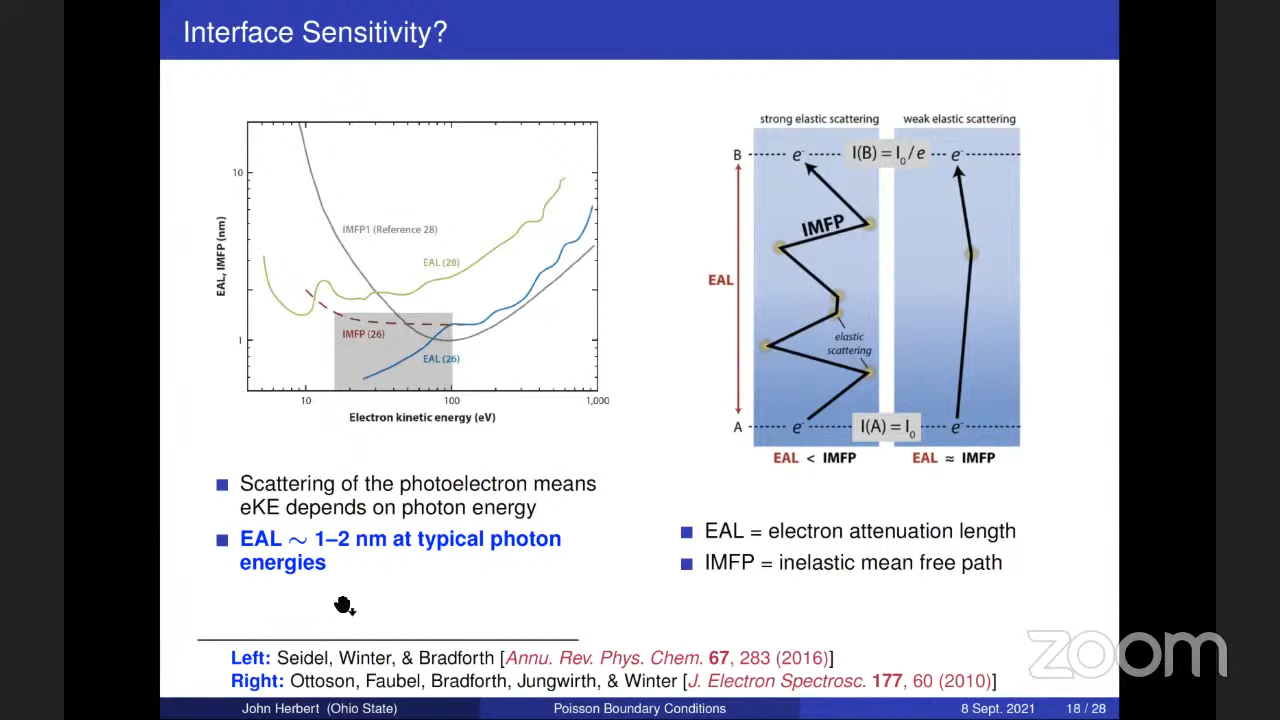 Interface Sensitivity?
10
1
EAL, IMFP (nm)
IMFP1 (Reference 28)
EAL (28)
IMFP (26)
EAL (26)
10
100
1,000
Electron kinetic energy (eV)
strong elastic scattering
weak elastic scattering
B
e-
I(B) = I0/e
e-
IMFP
EAL
elastic
scattering
A
e-
I(A) = I0
e-
EAL < IMFP
EAL ≈ IMFP
Scattering of the photoelectron means
eKE depends on photon energy
EAL ∼ 1–2 nm at typical photon
energies
EAL = electron attenuation length
IMFP = inelastic mean free path
Left: Seidel, Winter, & Bradforth [Annu. Rev. Phys. Chem. 67, 283 (2016)]
Right: Ottoson, Faubel, Bradforth, Jungwirth, & Winter [J. Electron Spectrosc. 177, 60 (2010)]
zoom
John Herbert (Ohio State)
Poisson Boundary Conditions
8 Sept. 2021
18 / 28